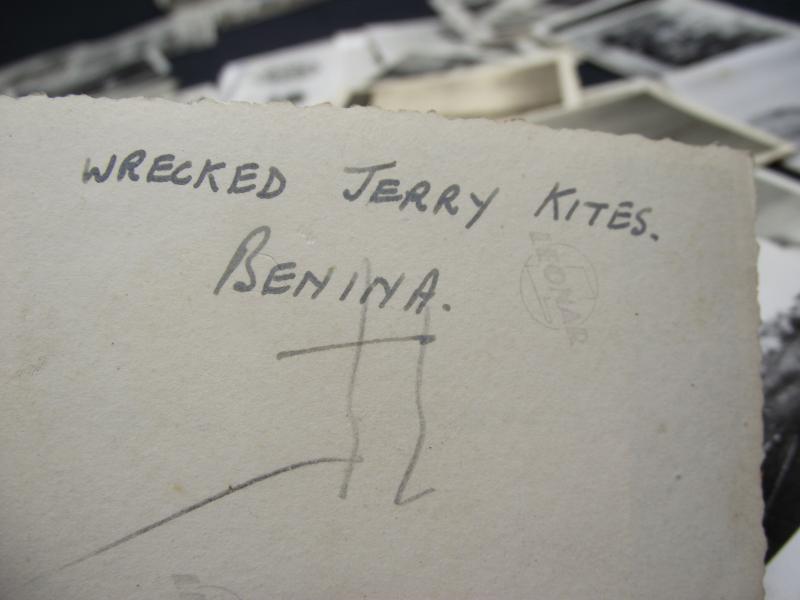 WRECKED JERRY KITES.
BENINA.
LEONAR